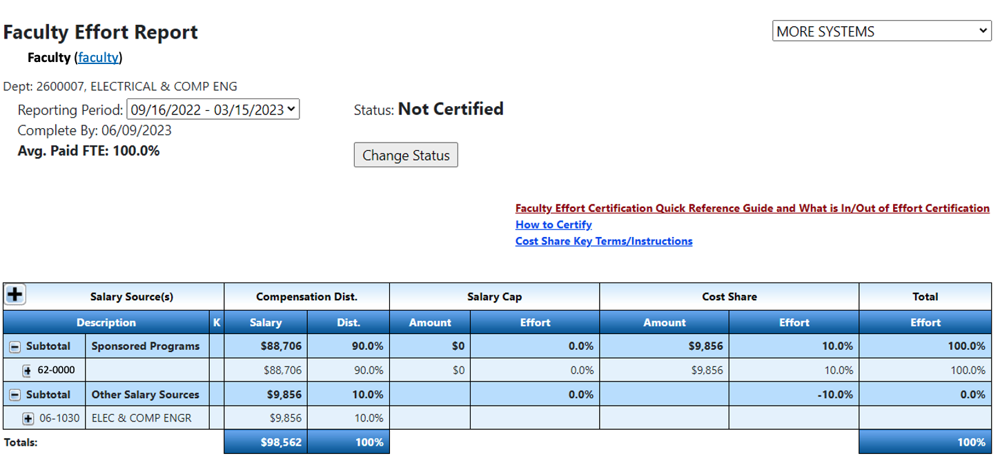 Faculty Effort Report
MORE SYSTEMS
Faculty (faculty)
Dept: 2600007, ELECTRICAL & COMP ENG
Reporting Period: 09/16/2022 - 03/15/2023
Status: Not Certified
Complete By: 06/09/2023
Avg. Paid FTE: 100.0%
Change Status
Faculty Effort Certification Quick Reference Guide and What is In/Out of Effort Certification
How to Certify
Cost Share Key Terms/Instructions
Salary Source(s) Compensation Dist. Salary Cap Cost Share Total
Description K Salary Dist. Amount Effort Amount Effort Effort
Subtotal Sponsored Programs $88,706 90.0% $0 0.0% $9,856 10.0% 100.0%
62-0000 $88,706 90.0% $0 0.0% $9,856 10.0% 100.0%
Subtotal Other Salary Sources $9,856 10.0% 0.0% -10.0% 0.0%
06-1030 ELEC & COMP ENGR $9,856 10.0%
Totals: $98,562 100% 100%